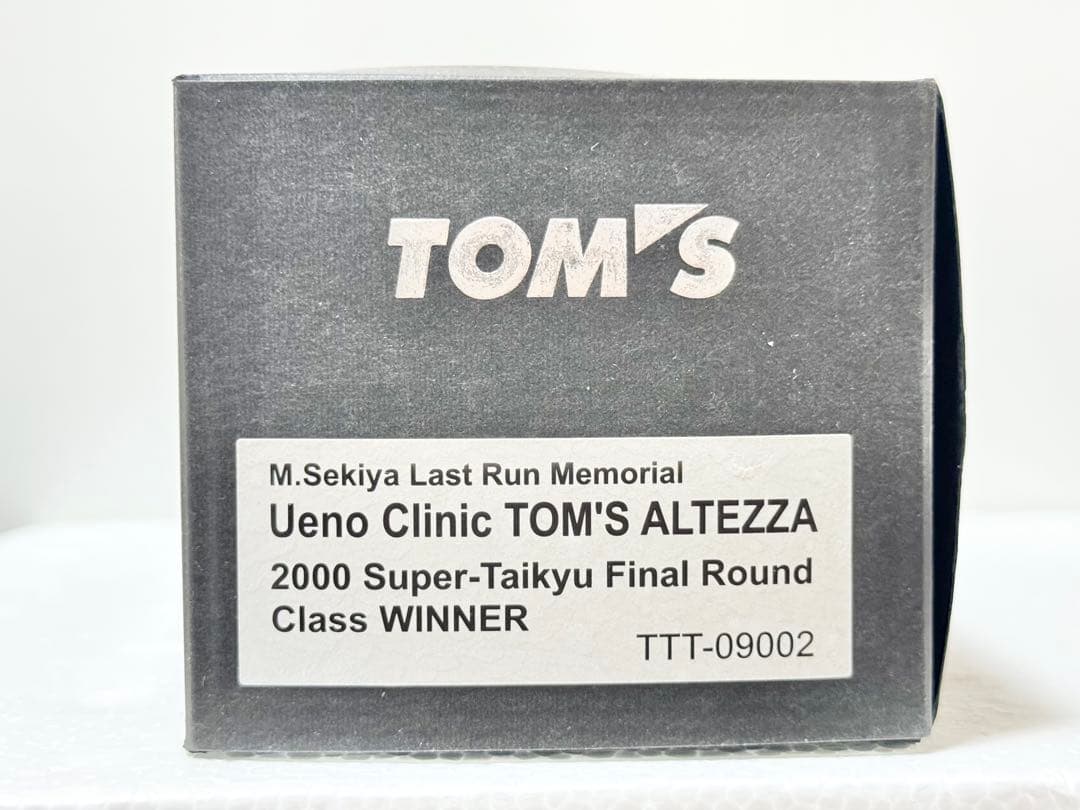 TOM'S
M.Sekiya Last Run Memorial
Ueno Clinic TOM'S ALTEZZA
2000 Super-Taikyu Final Round
Class WINNER
TTT-09002